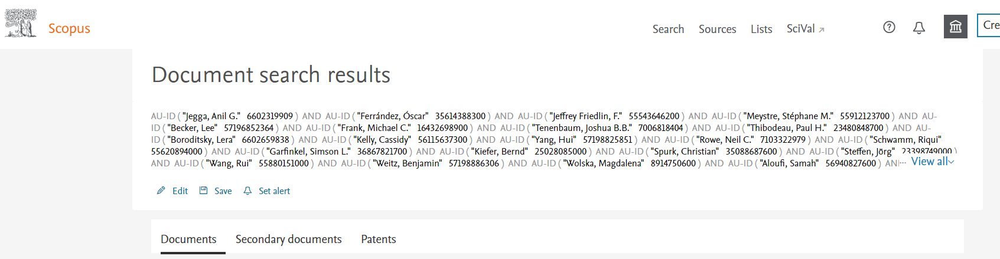 Scopus
Search Sources Lists SciVal ↗ Cre
Document search results
AU-ID ( "Jegga, Anil G." 6602319909 ) AND AU-ID ( "Ferrández, Óscar" 35614388300 ) AND AU-ID ( "Jeffrey Friedlin, F." 55543646200 ) AND AU-ID ( "Meystre, Stéphane M." 55912123700 ) AND AU-
ID ( "Becker, Lee" 57196852364 ) AND AU-ID ( "Frank, Michael C." 16432698900 ) AND AU-ID ( "Tenenbaum, Joshua B.B." 7006818404 ) AND AU-ID ( "Thibodeau, Paul H." 23480848700 ) AND AU-
ID ( "Boroditsky, Lera" 6602659838 ) AND AU-ID ( "Kelly, Cassidy" 56115637300 ) AND AU-ID ( "Yang, Hui" 57198825851 ) AND AU-ID ( "Rowe, Neil C." 7103322979 ) AND AU-ID ( "Schwamm, Riqui"
55620894000 ) AND AU-ID ( "Garfinkel, Simson L." 36867821700 ) AND AU-ID ( "Kiefer, Bernd" 25028085000 ) AND AU-ID ( "Spurk, Christian" 35088687600 ) AND AU-ID ( "Steffen, Jörg" 23398749000 )
AND AU-ID ( "Wang, Rui" 55880151000 ) AND AU-ID ( "Weitz, Benjamin" 57198886306 ) AND AU-ID ( "Wolska, Magdalena" 8914750600 ) AND AU-ID ( "Aloufi, Samah" 56940827600 ) AN ... View all
Edit Save Set alert
Documents Secondary documents Patents